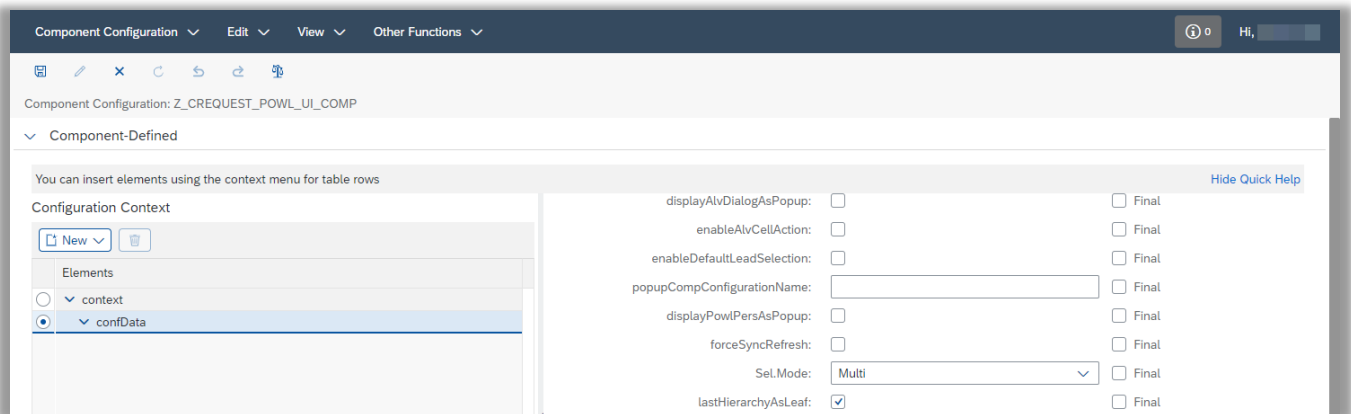 Component Configuration Edit View Other Functions 0 Hi,
Component Configuration: Z_CREQUEST_POWL_UI_COMP
Component-Defined
You can insert elements using the context menu for table rows Hide Quick Help
Configuration Context
New
Elements
context
confData
displayAlvDialogAsPopup: Final
enableAlvCellAction: Final
enableDefaultLeadSelection: Final
popupCompConfigurationName: Final
displayPowlPersAsPopup: Final
forceSyncRefresh: Final
Sel.Mode: Multi Final
lastHierarchyAsLeaf: Final